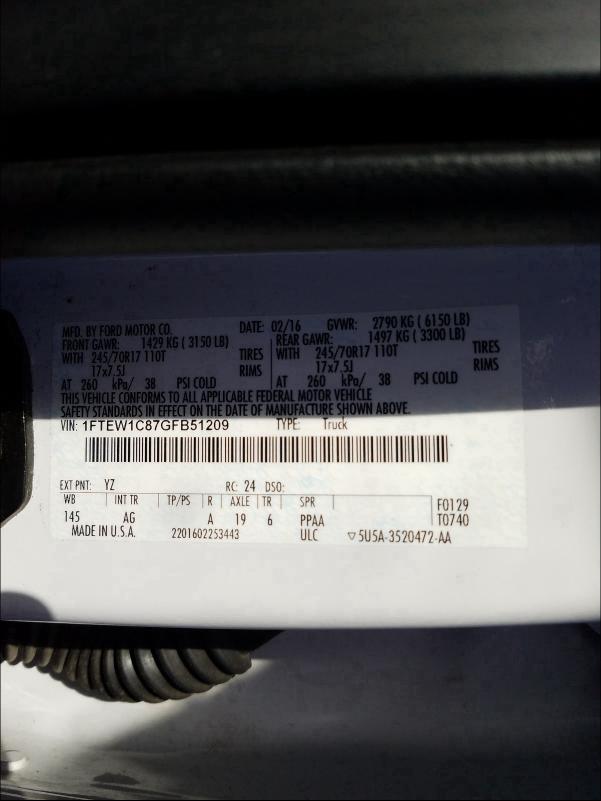 MFD. BY FORD MOTOR CO. DATE: 02/16 GVWR: 2790 KG ( 6150 LB)
FRONT GAWR: 1429 KG ( 3150 LB) REAR GAWR: 1497 KG ( 3300 LB)
WITH 245/70R17 110T TIRES WITH 245/70R17 110T TIRES
17x7.5J RIMS 17x7.5J RIMS
AT 260 kPa/ 38 PSI COLD AT 260 kPa/ 38 PSI COLD
THIS VEHICLE CONFORMS TO ALL APPLICABLE FEDERAL MOTOR VEHICLE
SAFETY STANDARDS IN EFFECT ON THE DATE OF MANUFACTURE SHOWN ABOVE.
VIN: 1FTEW1C87GFB51209 TYPE: Truck
EXT PNT: YZ RC: 24 DSO:
WB INT TR TP/PS R AXLE TR SPR F0129
145 AG A 19 6 PPAA T0740
MADE IN U.S.A. 2201602253443 ULC ▽5U5A-3520472-AA